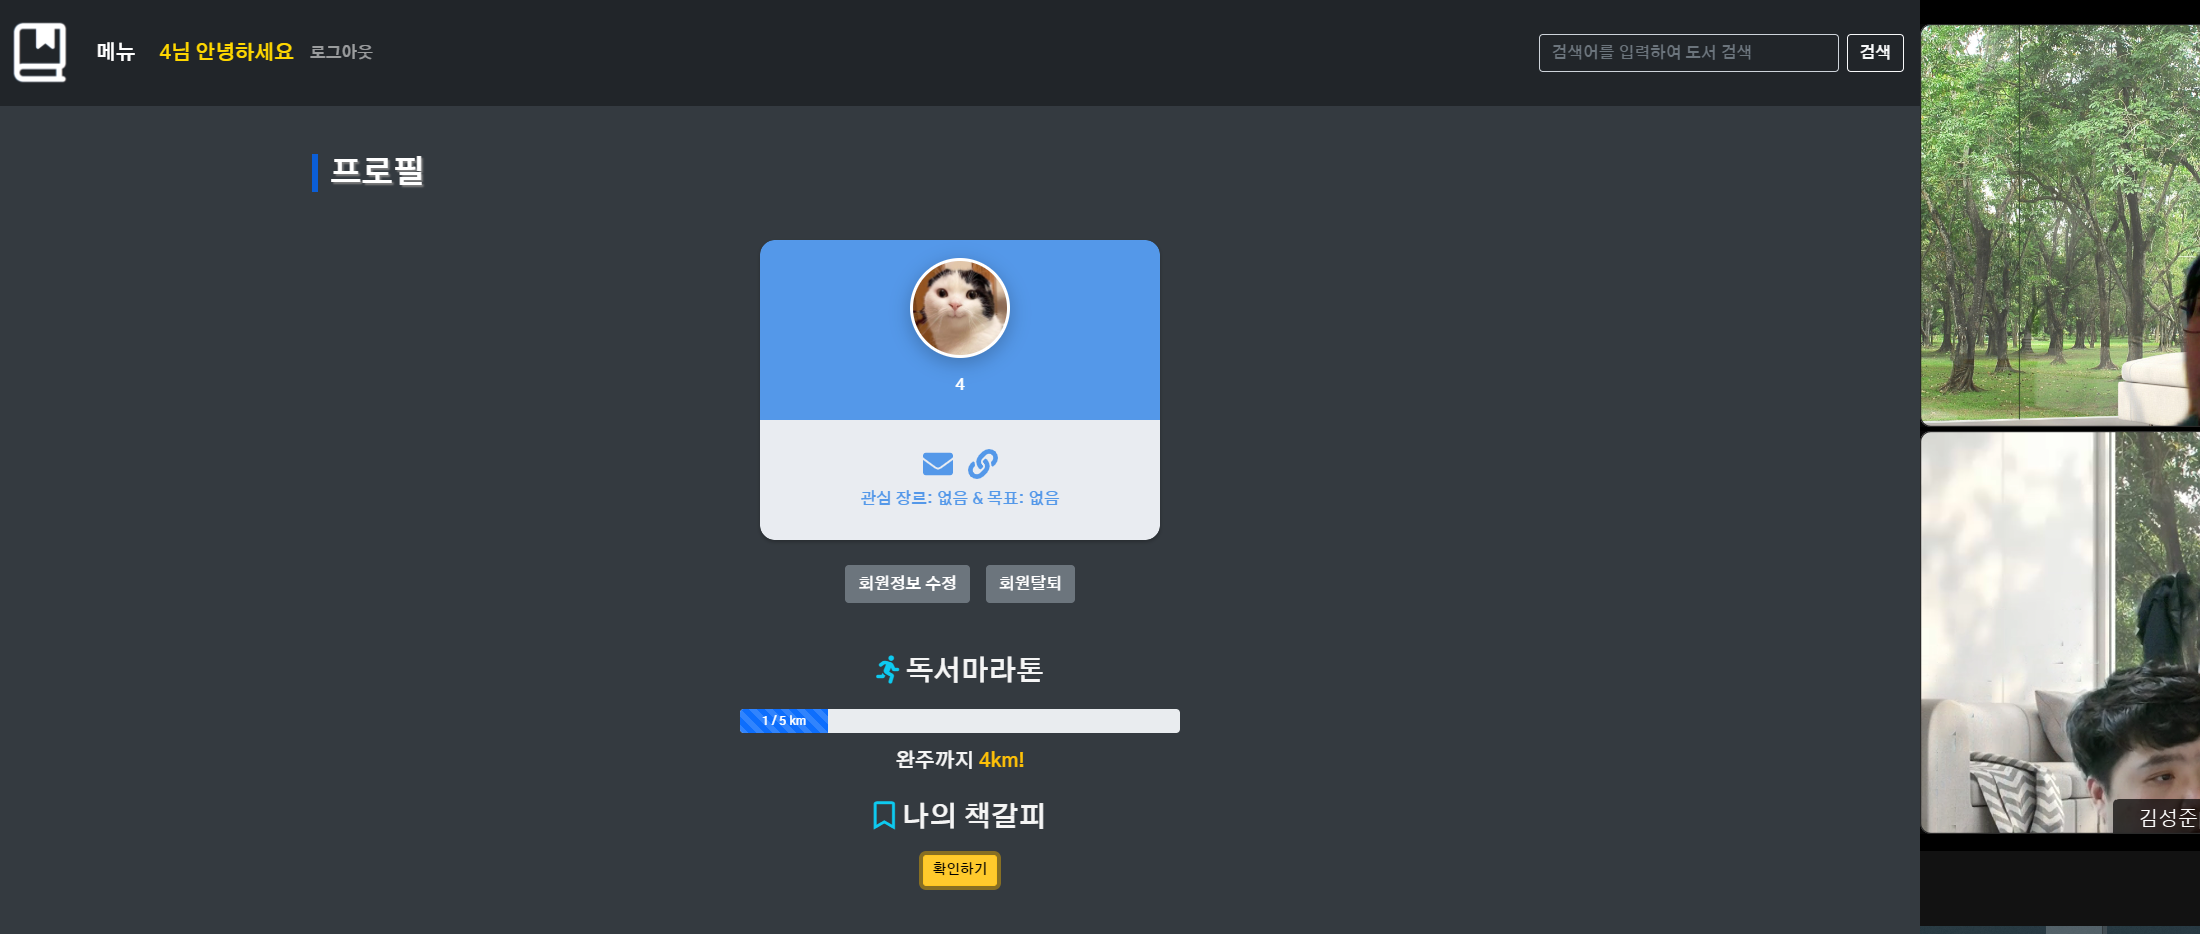 메뉴 4님 안녕하세요 로그아웃 검색어를 입력하여 도서 검색 검색
프로필
4
관심 장르: 없음 & 목표: 없음
회원정보 수정 회원탈퇴
독서마라톤
1 / 5 km
완주까지 4km!
나의 책갈피
확인하기
김성준